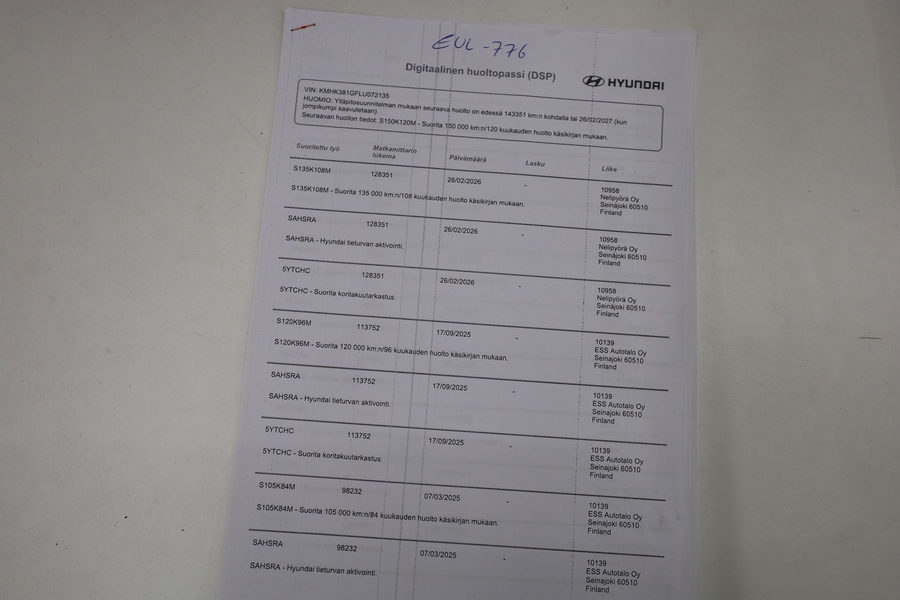 EUL-776
Digitaalinen huoltopassi (DSP)
HYUNDAI
VIN: KMHK381GFLU072135
HUOMIO: Ylläpitosuunnitelman mukaan seuraava huolto on edessä 143351 km:n kohdalla tai 26/02/2027 (kun
jompikumpi saavutetaan).
Seuraavan huollon tiedot: S150K120M - Suorita 150 000 km:n/120 kuukauden huolto käsikirjan mukaan.
Suoritettu työ Matkamittarin lukema Päivämäärä Lasku Liike
S135K108M 128351 26/02/2026 - 10958
Nelipyörä Oy
Seinäjoki 60510
Finland
S135K108M - Suorita 135 000 km:n/108 kuukauden huolto käsikirjan mukaan.
SAHSRA 128351 26/02/2026 - 10958
Nelipyörä Oy
Seinäjoki 60510
Finland
SAHSRA - Hyundai tieturvan aktivointi.
5YTCHC 128351 26/02/2026 - 10958
Nelipyörä Oy
Seinäjoki 60510
Finland
5YTCHC - Suorita koritakuutarkastus.
S120K96M 113752 17/09/2025 - 10139
ESS Autotalo Oy
Seinajoki 60510
Finland
S120K96M - Suorita 120 000 km:n/96 kuukauden huolto käsikirjan mukaan.
SAHSRA 113752 17/09/2025 - 10139
ESS Autotalo Oy
Seinajoki 60510
Finland
SAHSRA - Hyundai tieturvan aktivointi.
5YTCHC 113752 17/09/2025 - 10139
ESS Autotalo Oy
Seinajoki 60510
Finland
5YTCHC - Suorita koritakuutarkastus.
S105K84M 98232 07/03/2025 - 10139
ESS Autotalo Oy
Seinajoki 60510
Finland
S105K84M - Suorita 105 000 km:n/84 kuukauden huolto käsikirjan mukaan.
SAHSRA 98232 07/03/2025 - 10139
ESS Autotalo Oy
Seinajoki 60510
Finland
SAHSRA - Hyundai tieturvan aktivointi.